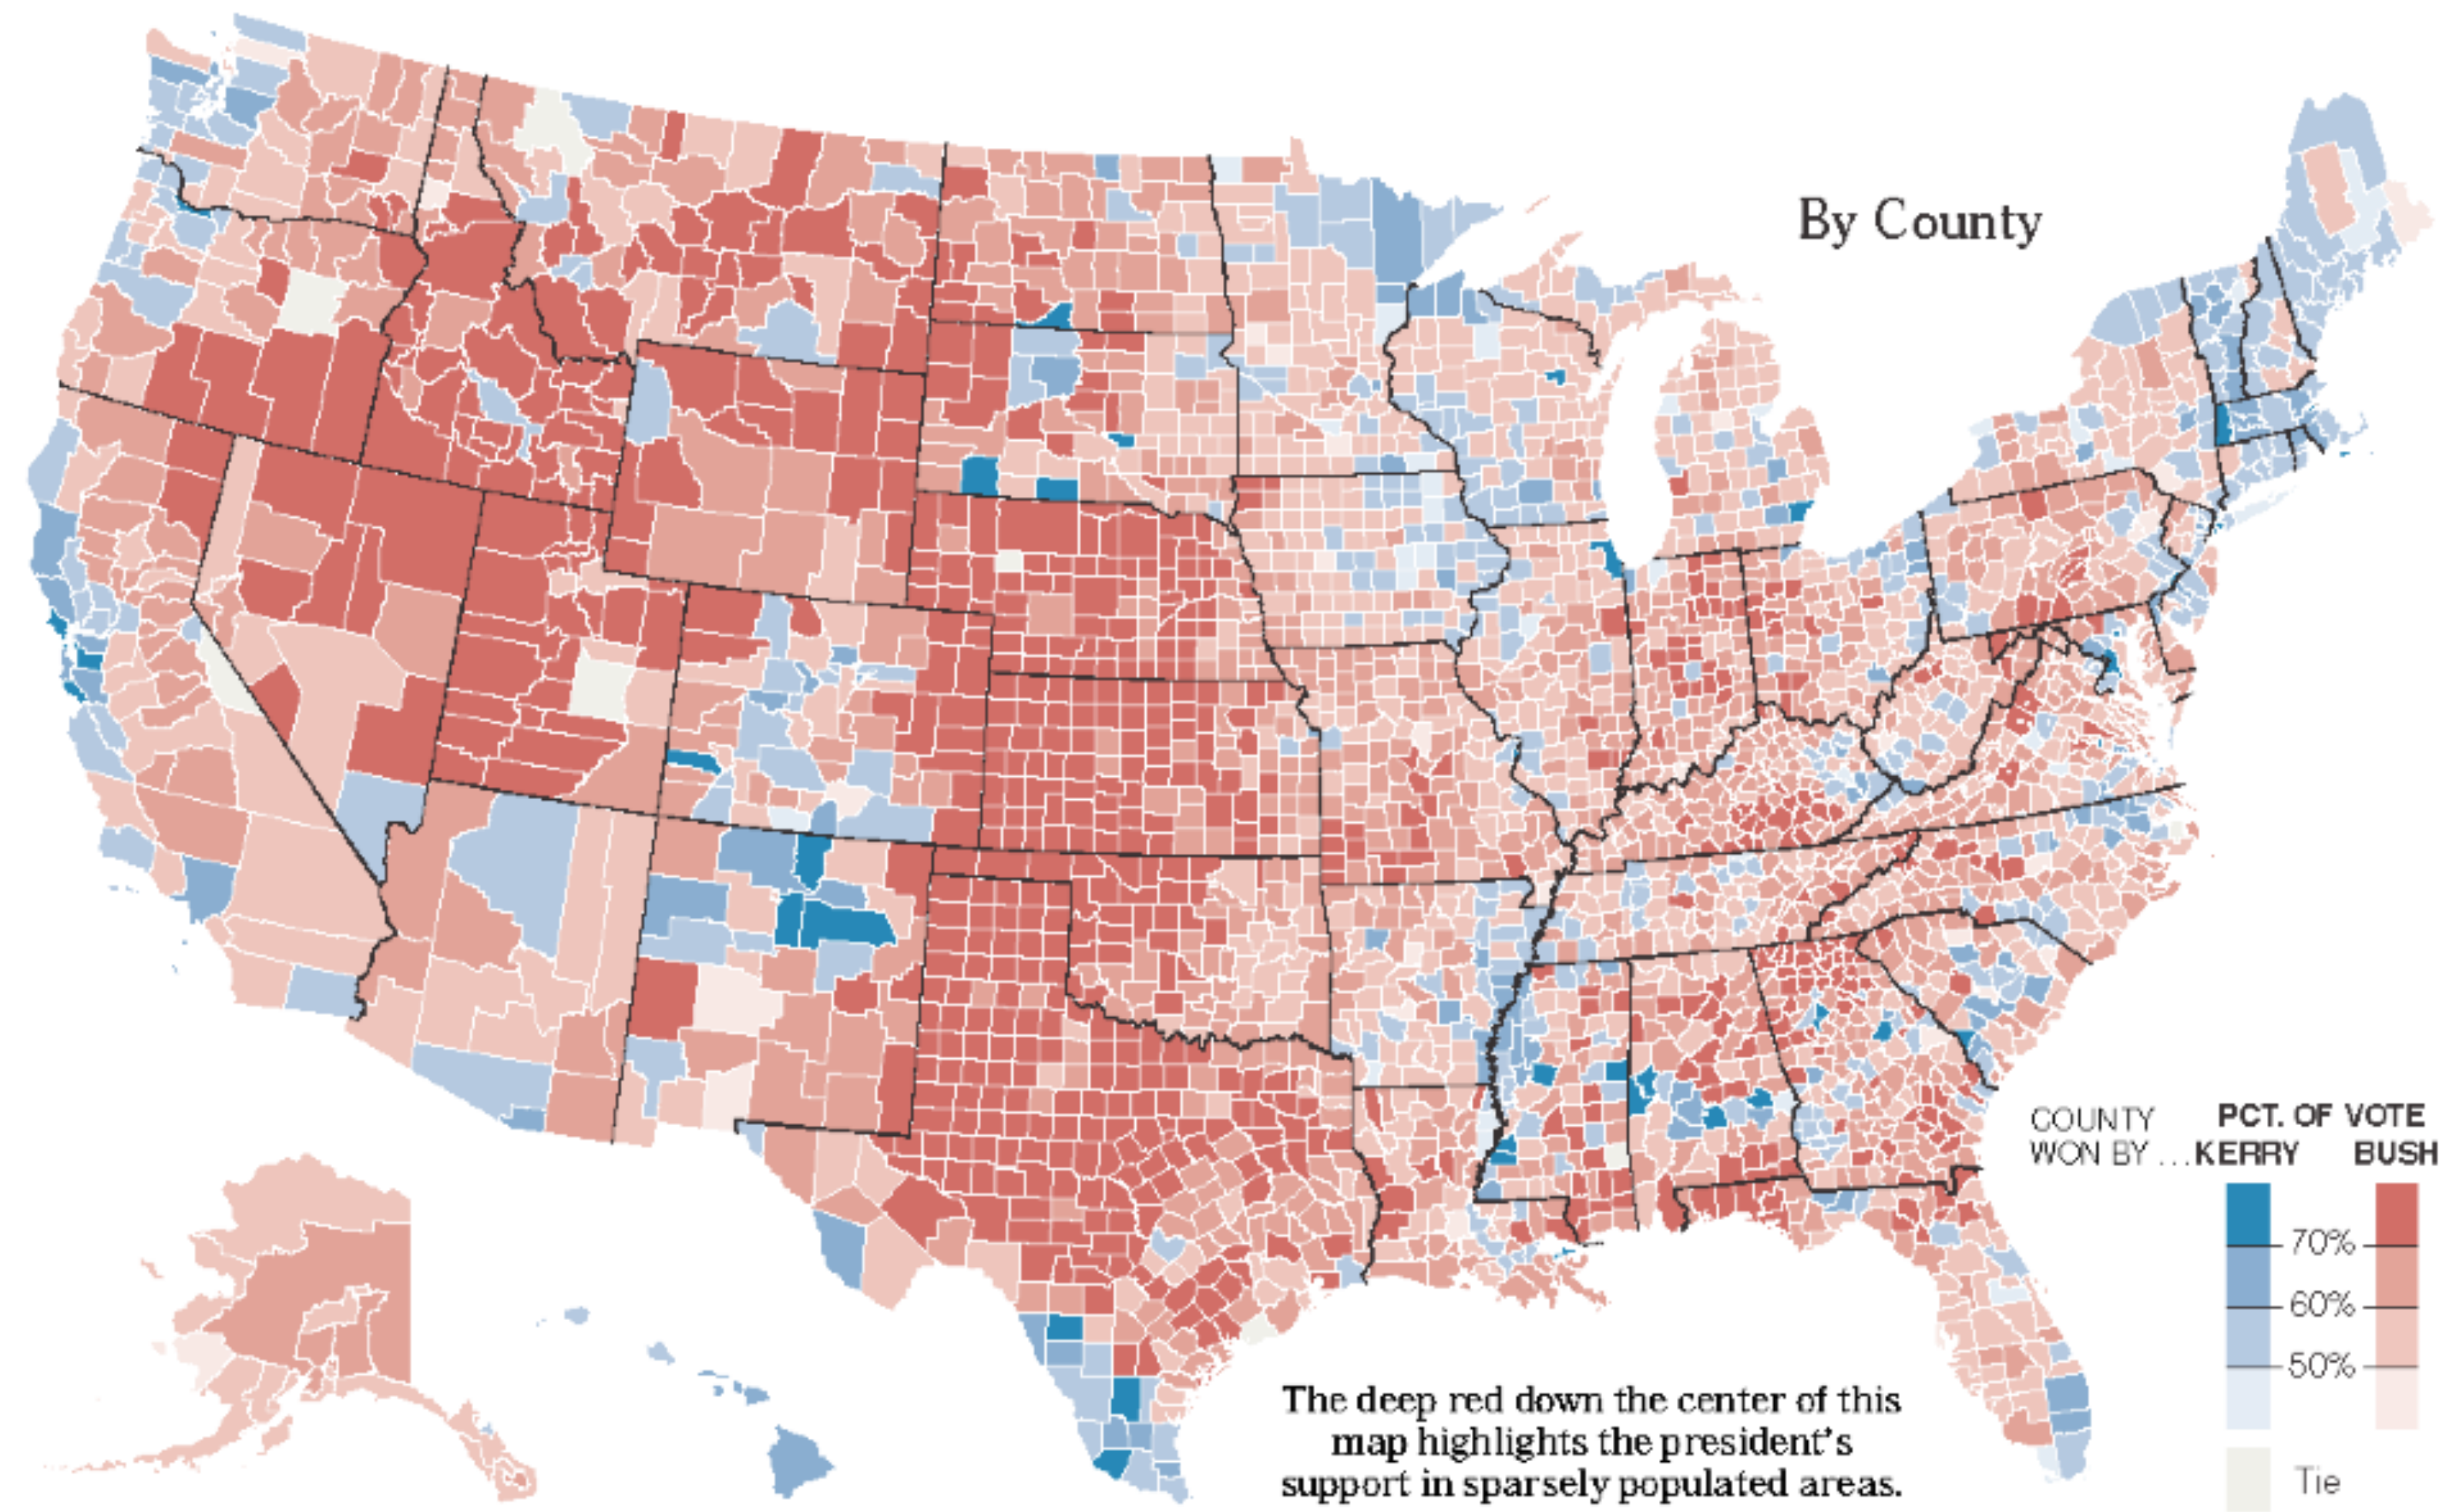 By County
COUNTY PCT. OF VOTE
WON BY ... KERRY BUSH
70%
60%
50%
Tie
The deep red down the center of this
map highlights the president's
support in sparsely populated areas.